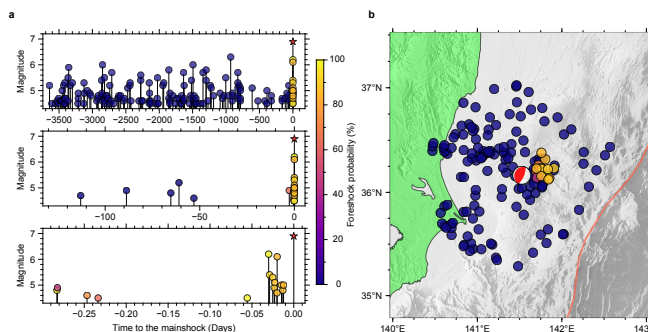 a
b
Magnitude
7
6
5
−3500 −3000 −2500 −2000 −1500 −1000 −500 0
Magnitude
7
6
5
−100 −50 0
Magnitude
7
6
5
−0.25 −0.20 −0.15 −0.10 −0.05 0.00
Time to the mainshock (Days)
Foreshock probability (%)
100
80
60
40
20
0
37°N
36°N
35°N
140°E 141°E 142°E 143